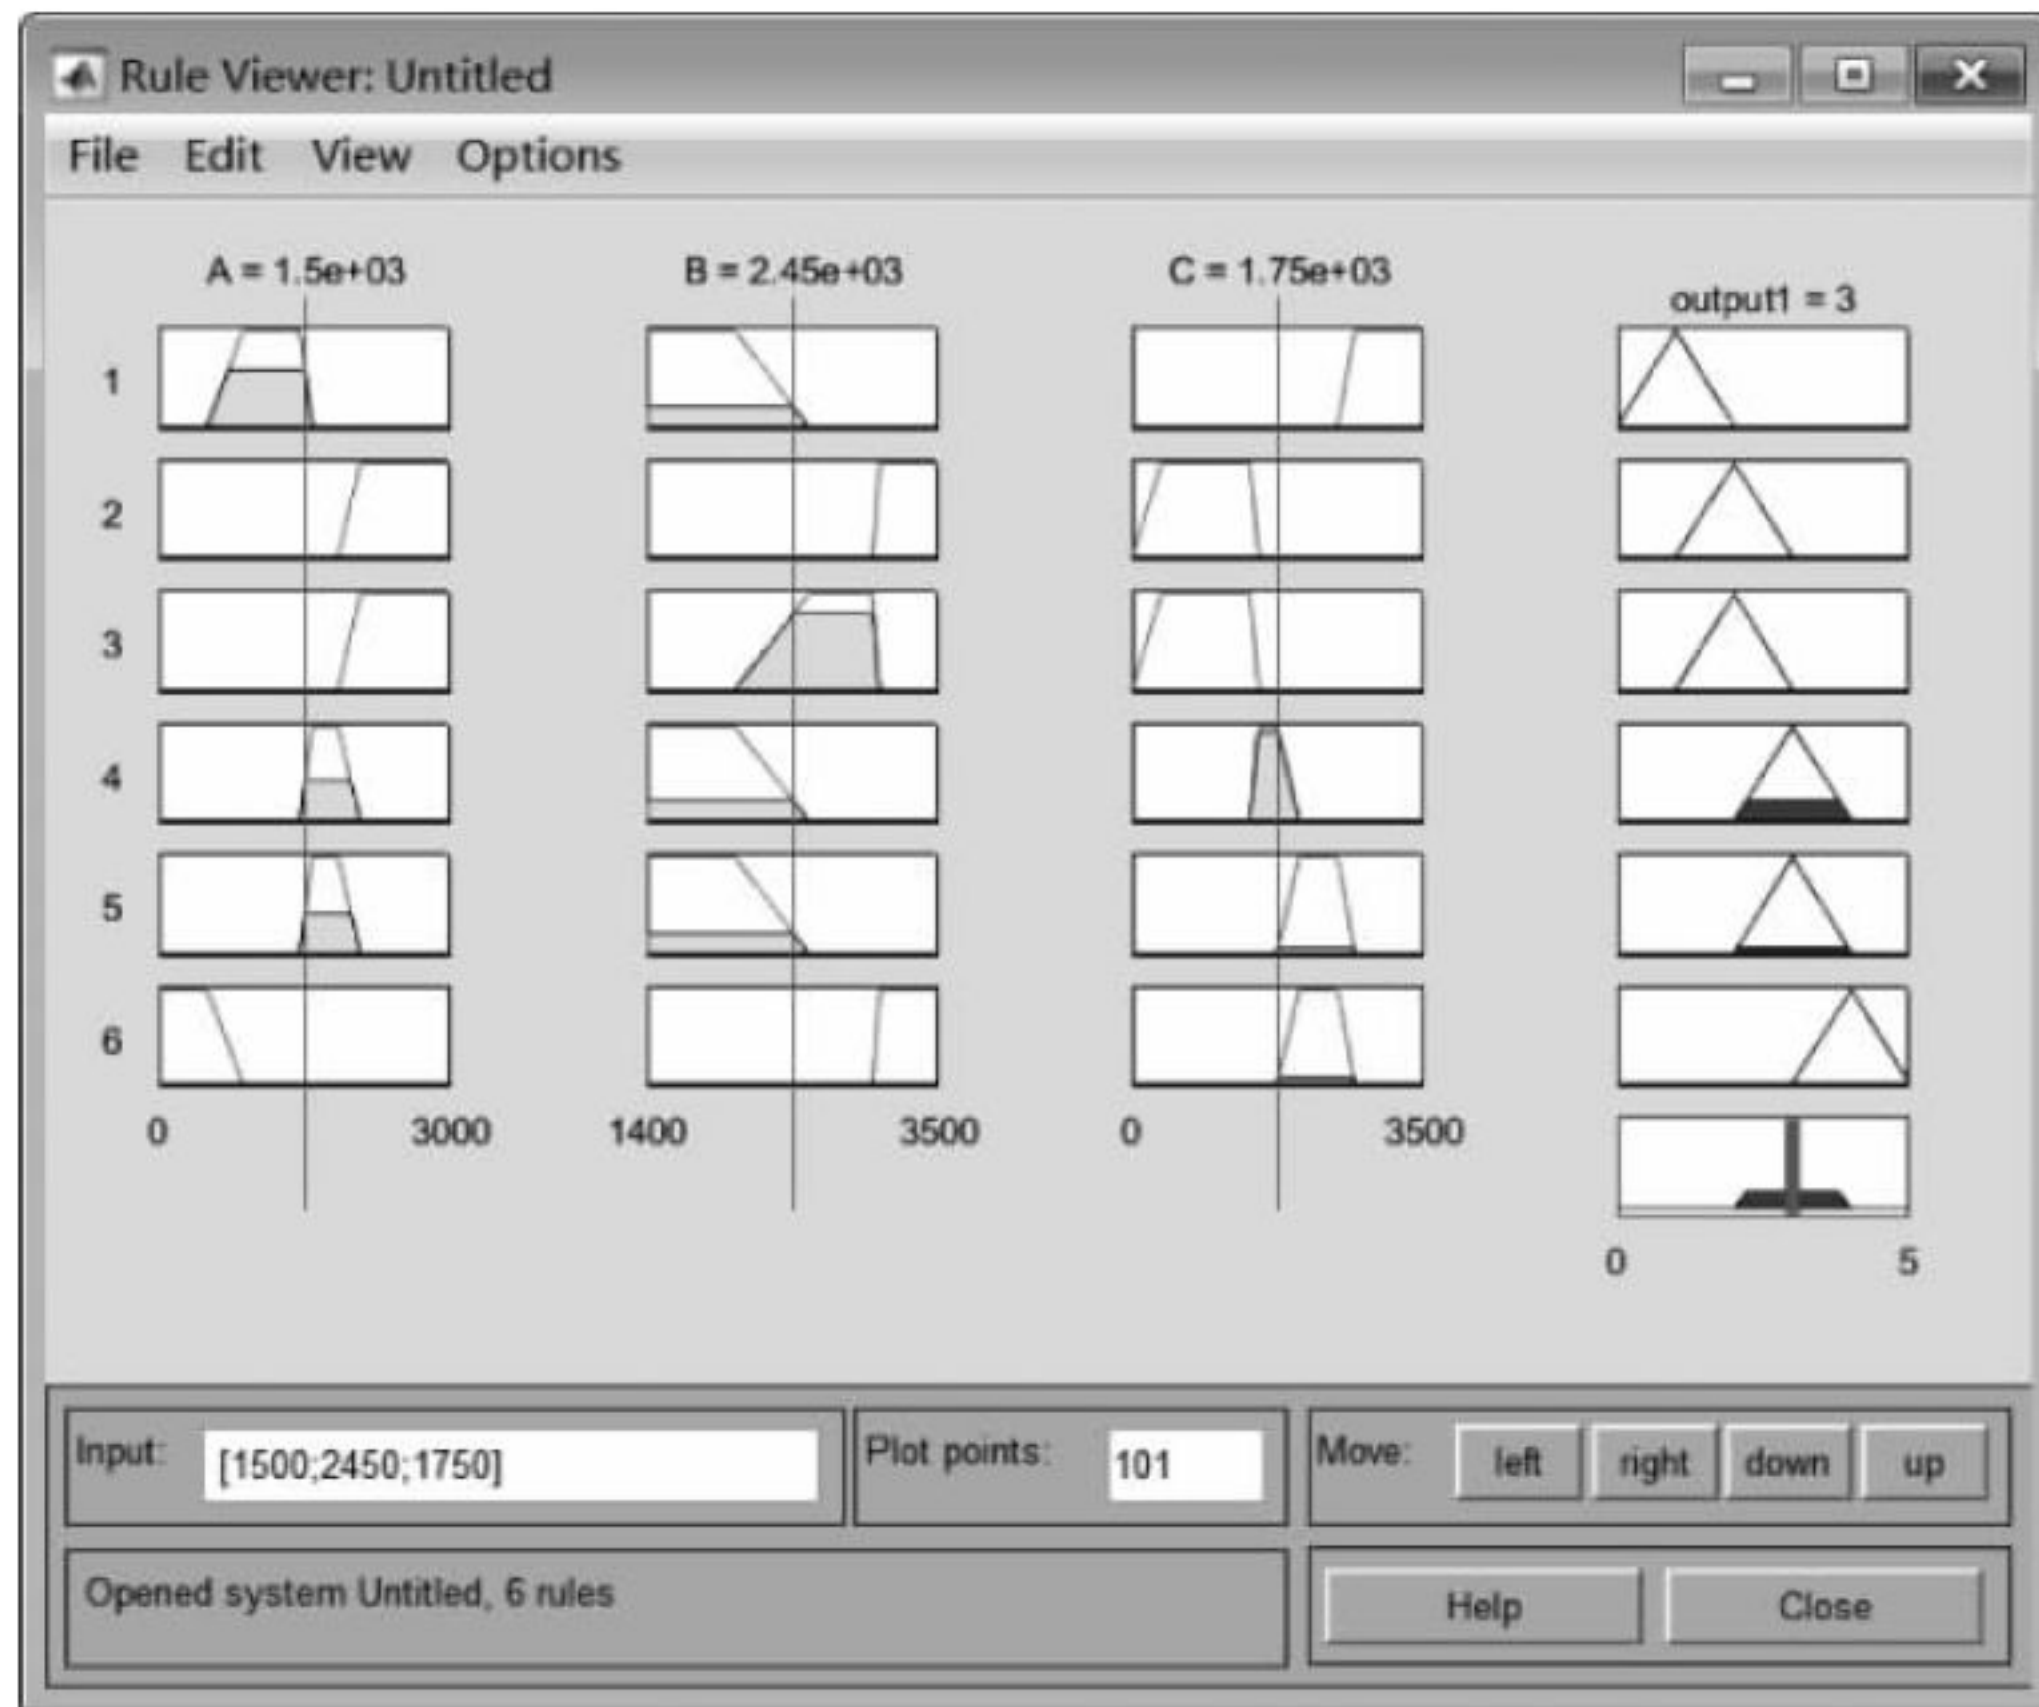 Rule Viewer: Untitled
File Edit View Options
A = 1.5e+03 B = 2.45e+03 C = 1.75e+03 output1 = 3
1
2
3
4
5
6
0 3000 1400 3500 0 3500
0 5
Input: [1500;2450;1750] Plot points: 101 Move: left right down up
Opened system Untitled, 6 rules Help Close